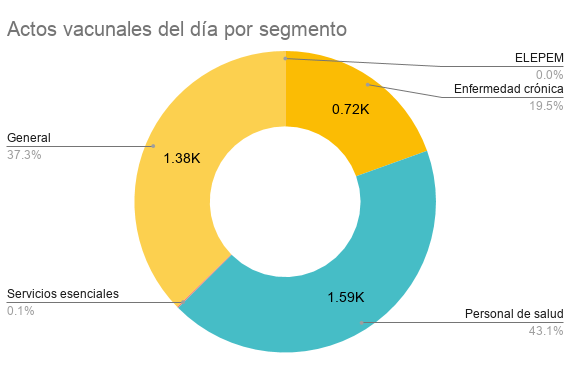 Actos vacunales del día por segmento
ELEPEM
0.0%
Enfermedad crónica
19.5%
0.72K
General
37.3%
1.38K
Servicios esenciales
0.1%
1.59K
Personal de salud
43.1%